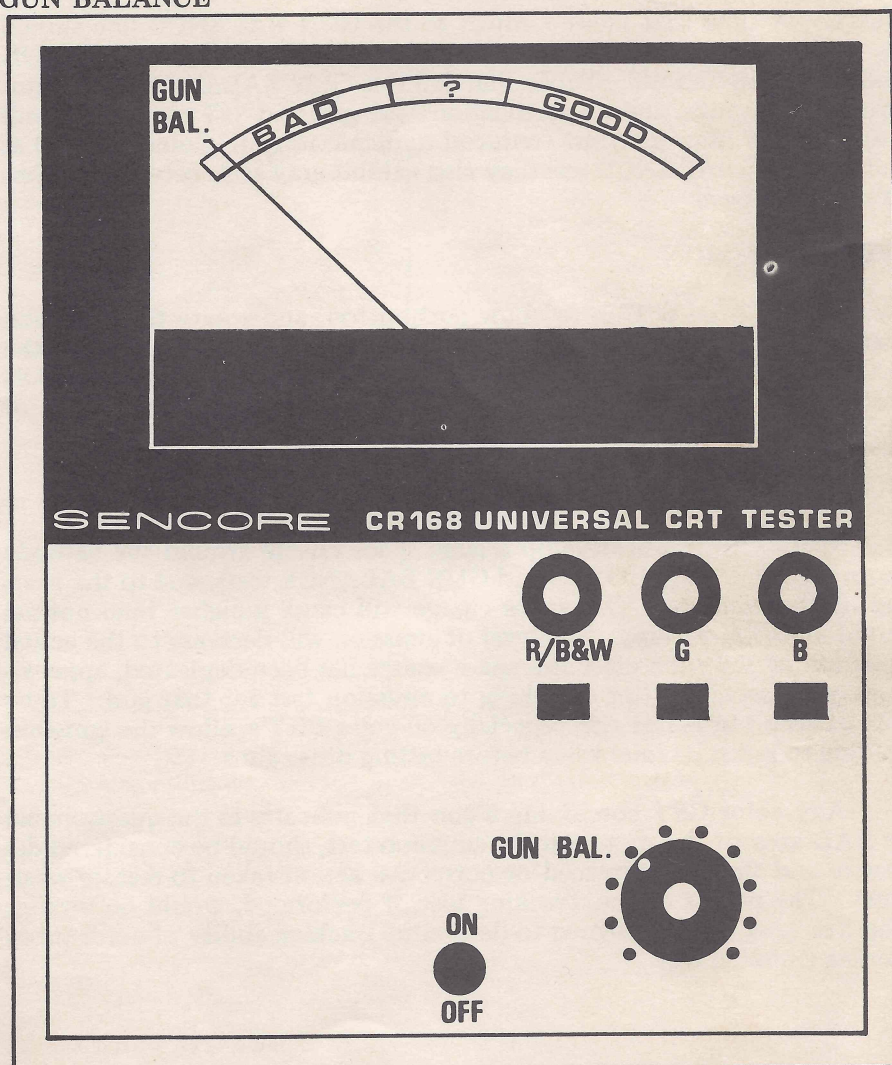 GUN BALANCE
GUN
BAL.
BAD ? GOOD
SENCORE CR168 UNIVERSAL CRT TESTER
R/B&W G B
GUN BAL.
ON
OFF